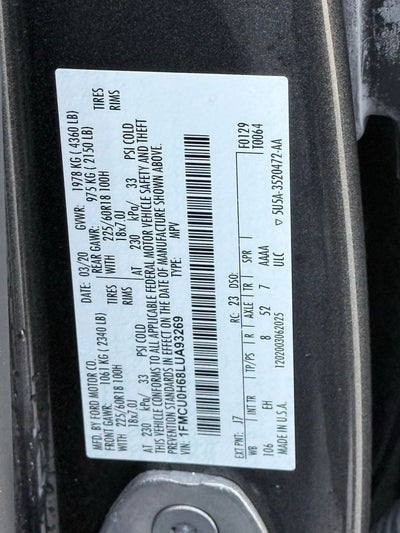 MFD. BY FORD MOTOR CO.
DATE: 03/20 GVWR: 1978 KG ( 4360 LB)
FRONT GAWR: 1061 KG ( 2340 LB) REAR GAWR: 975 KG ( 2150 LB)
WITH 225/60R18 100H TIRES WITH 225/60R18 100H TIRES
18x7.0J RIMS 18x7.0J RIMS
AT 230 kPa/ 33 PSI COLD AT 230 kPa/ 33 PSI COLD
THIS VEHICLE CONFORMS TO ALL APPLICABLE FEDERAL MOTOR VEHICLE SAFETY AND THEFT
PREVENTION STANDARDS IN EFFECT ON THE DATE OF MANUFACTURE SHOWN ABOVE.
VIN: 1FMCU0H68LUA93269 TYPE: MPV
F0129
T0064
EXT PNT: J7 RC: 23 DSO:
WB INT TR TP/PS R AXLE TR SPR
106 EH 8 52 7 AAAA
ULC ▽ 5U5A-3520472-AA
MADE IN U.S.A. 1202003062025